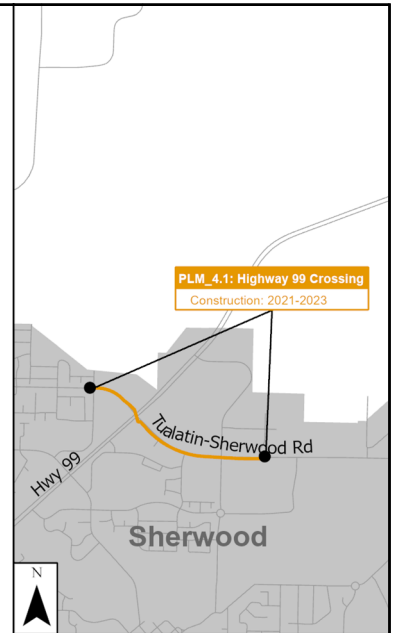 PLM_4.1: Highway 99 Crossing
Construction: 2021-2023
Tualatin-Sherwood Rd
Hwy 99
Sherwood
N